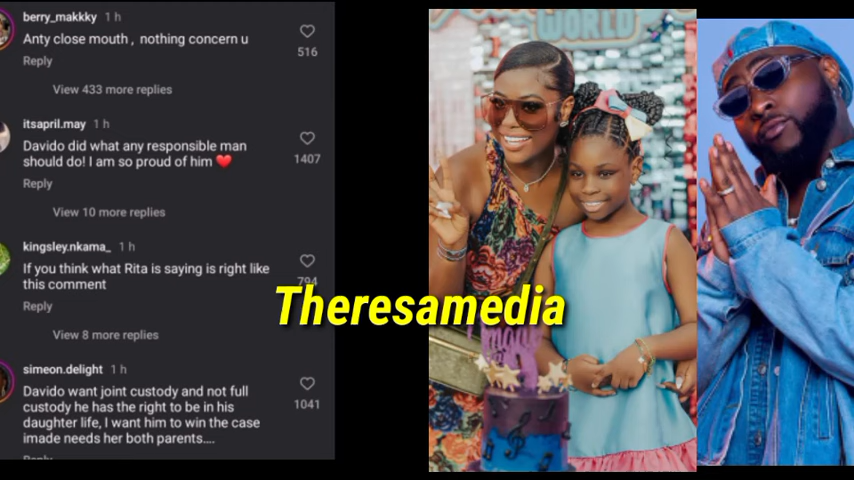 WORLD
berry_makkky 1 h
Anty close mouth , nothing concern u
516
Reply
View 433 more replies
itsapril.may 1 h
Davido did what any responsible man
should do! I am so proud of him ❤️
1407
Reply
View 10 more replies
kingsley.nkama_ 1 h
If you think what Rita is saying is right like
this comment
794
Reply
View 8 more replies
simeon.delight 1 h
Davido want joint custody and not full
custody he has the right to be in his
daughter life, I want him to win the case
imade needs her both parents....
1041
Reply
Theresamedia